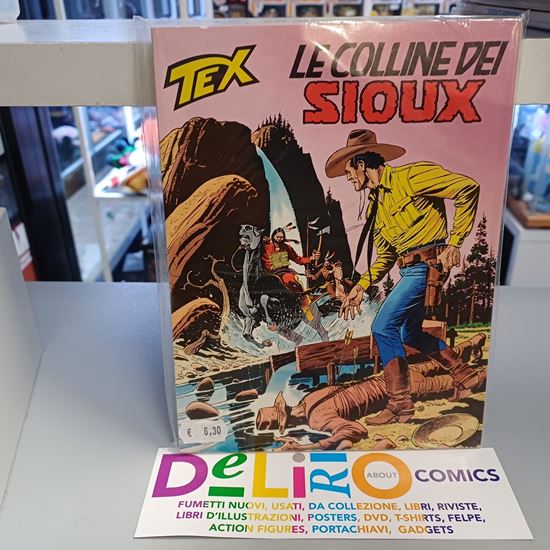 TEX
LE COLLINE DEI
SIOUX
€ 6,30
DeLiRiO
ABOUT
COMICS
FUMETTI NUOVI, USATI, DA COLLEZIONE, LIBRI, RIVISTE,
LIBRI D'ILLUSTRAZIONI, POSTERS, DVD, T-SHIRTS, FELPE,
ACTION FIGURES, PORTACHIAVI, GADGETS